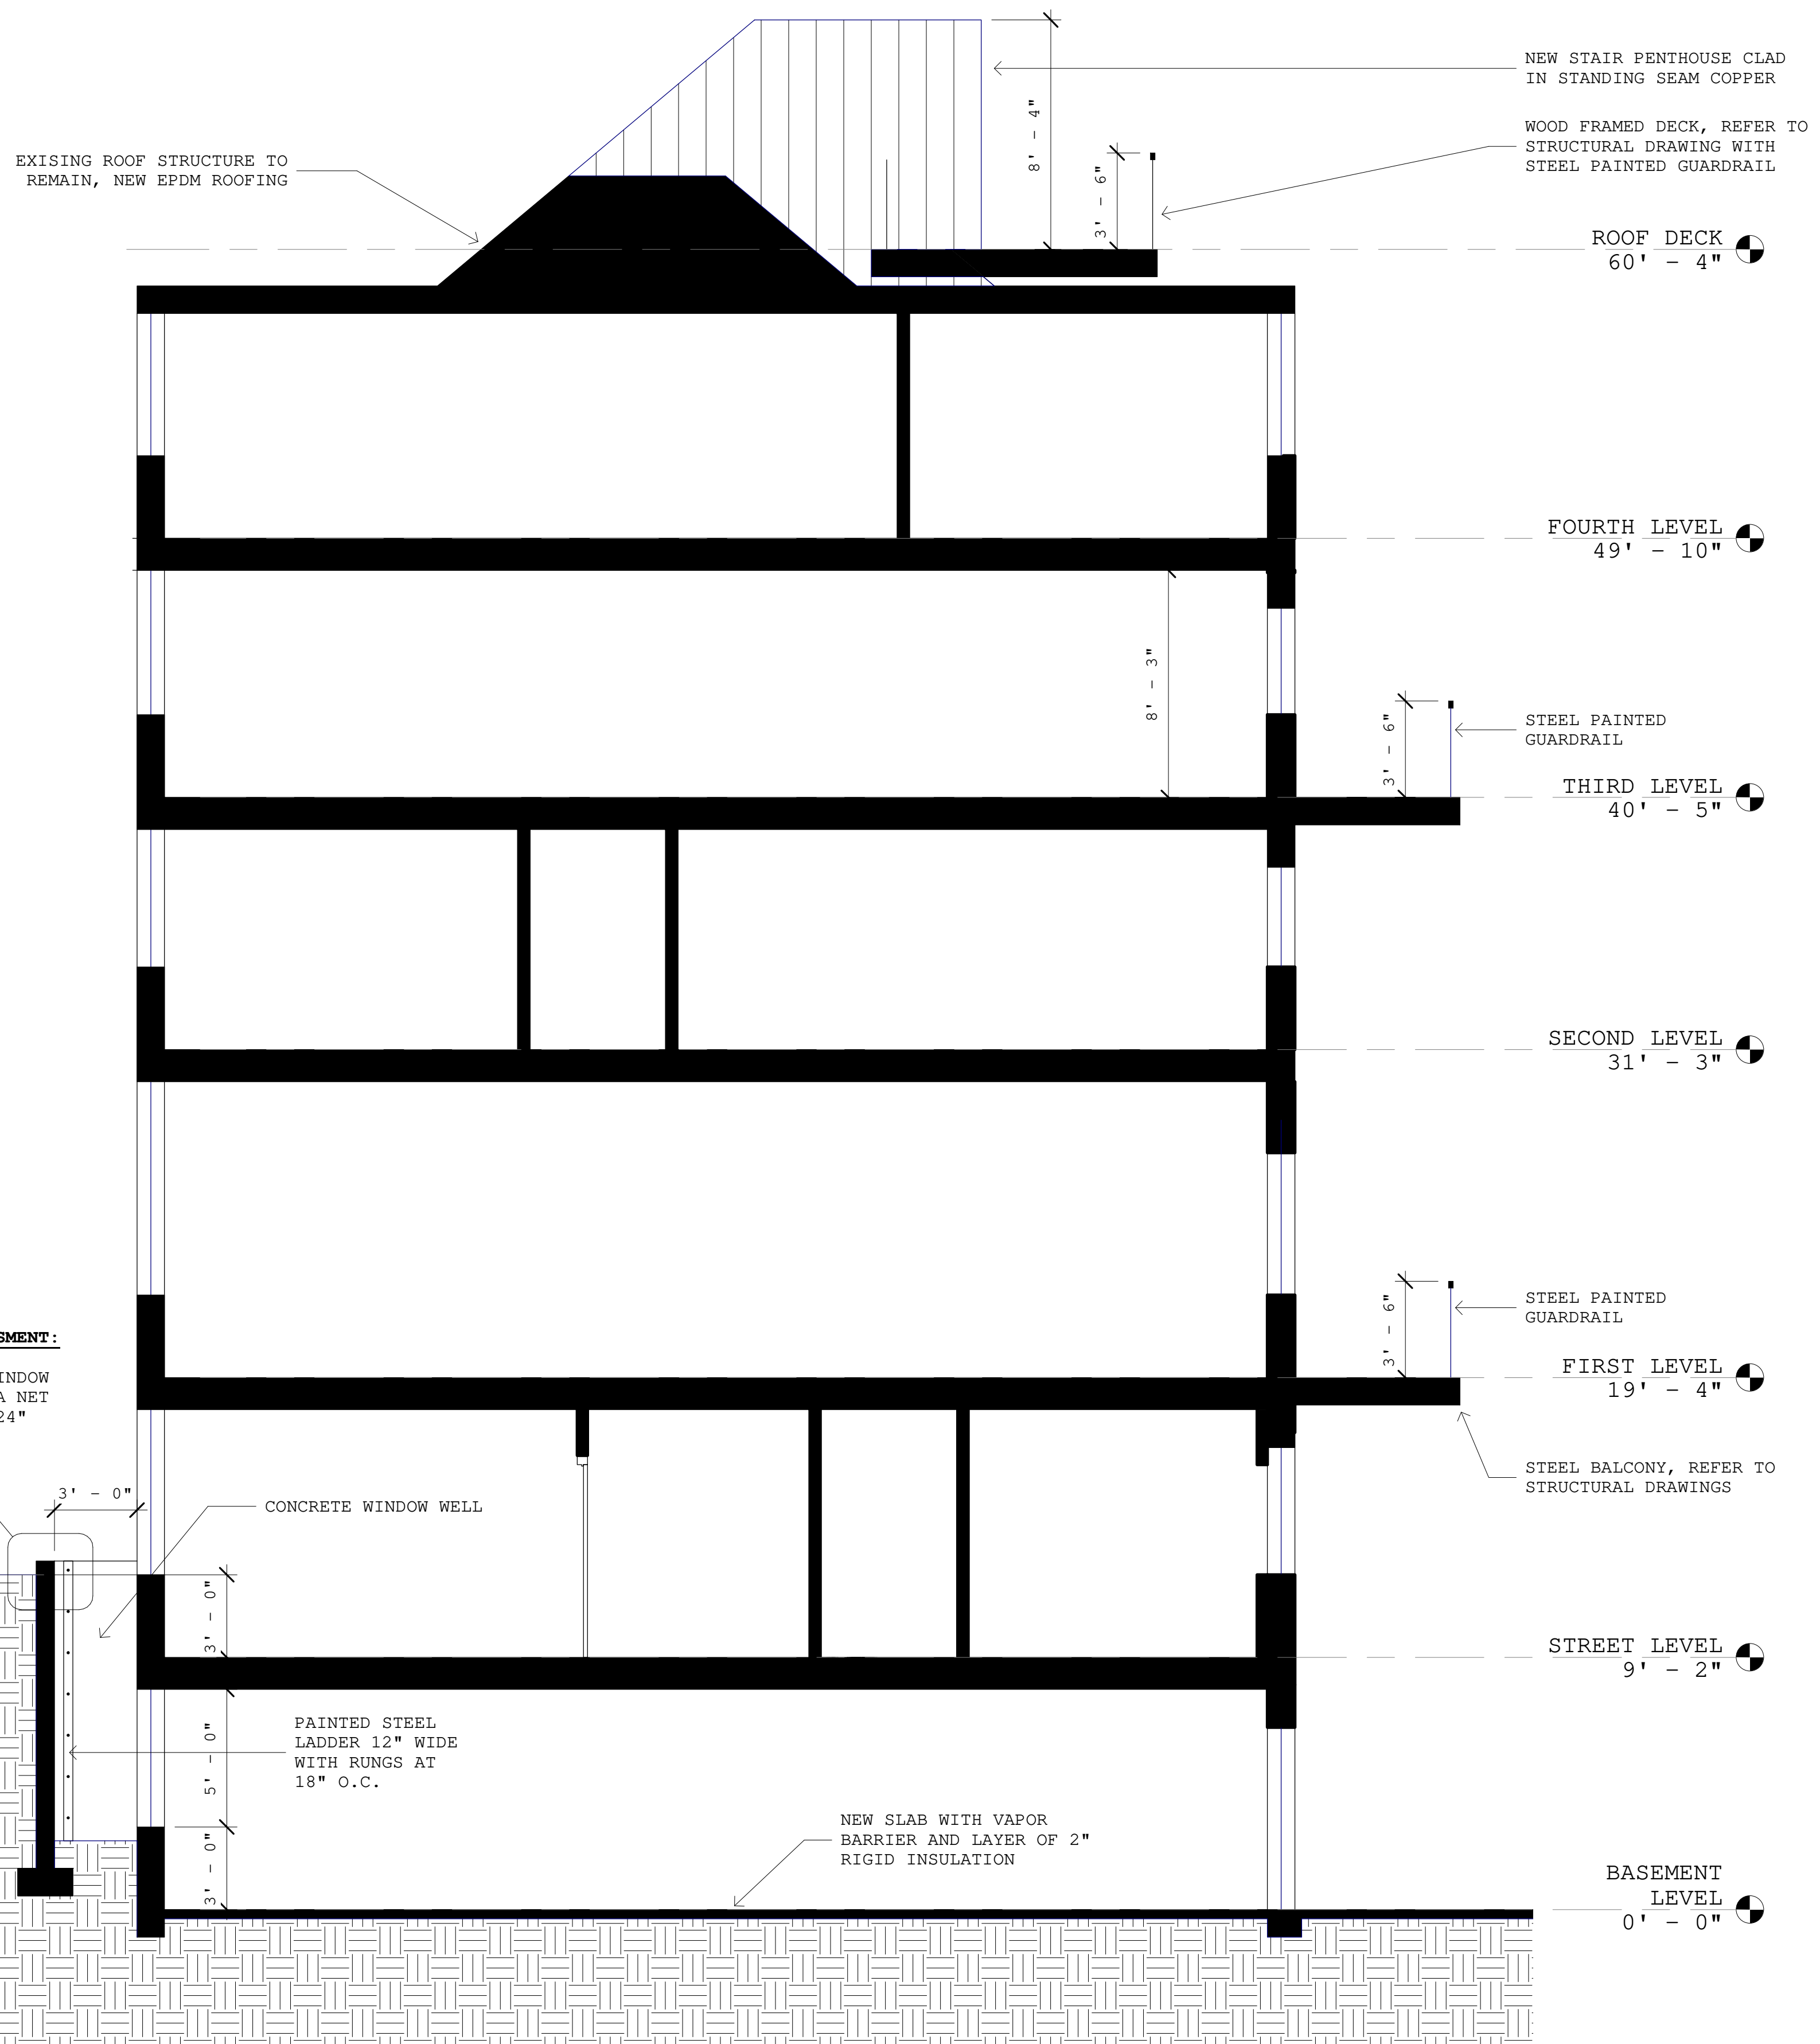 NEW STAIR PENTHOUSE CLAD
IN STANDING SEAM COPPER
8' - 4"
WOOD FRAMED DECK, REFER TO
STRUCTURAL DRAWING WITH
STEEL PAINTED GUARDRAIL
3' - 6"
EXISING ROOF STRUCTURE TO
REMAIN, NEW EPDM ROOFING
ROOF DECK
60' - 4"
FOURTH LEVEL
49' - 10"
8' - 3"
3' - 6"
STEEL PAINTED
GUARDRAIL
THIRD LEVEL
40' - 5"
SECOND LEVEL
31' - 3"
3' - 6"
STEEL PAINTED
GUARDRAIL
SMENT:
INDOW
A NET
24"
FIRST LEVEL
19' - 4"
STEEL BALCONY, REFER TO
STRUCTURAL DRAWINGS
3' - 0"
CONCRETE WINDOW WELL
3' - 0"
STREET LEVEL
9' - 2"
PAINTED STEEL
LADDER 12" WIDE
WITH RUNGS AT
18" O.C.
5' - 0"
NEW SLAB WITH VAPOR
BARRIER AND LAYER OF 2"
RIGID INSULATION
3' - 0"
BASEMENT
LEVEL
0' - 0"